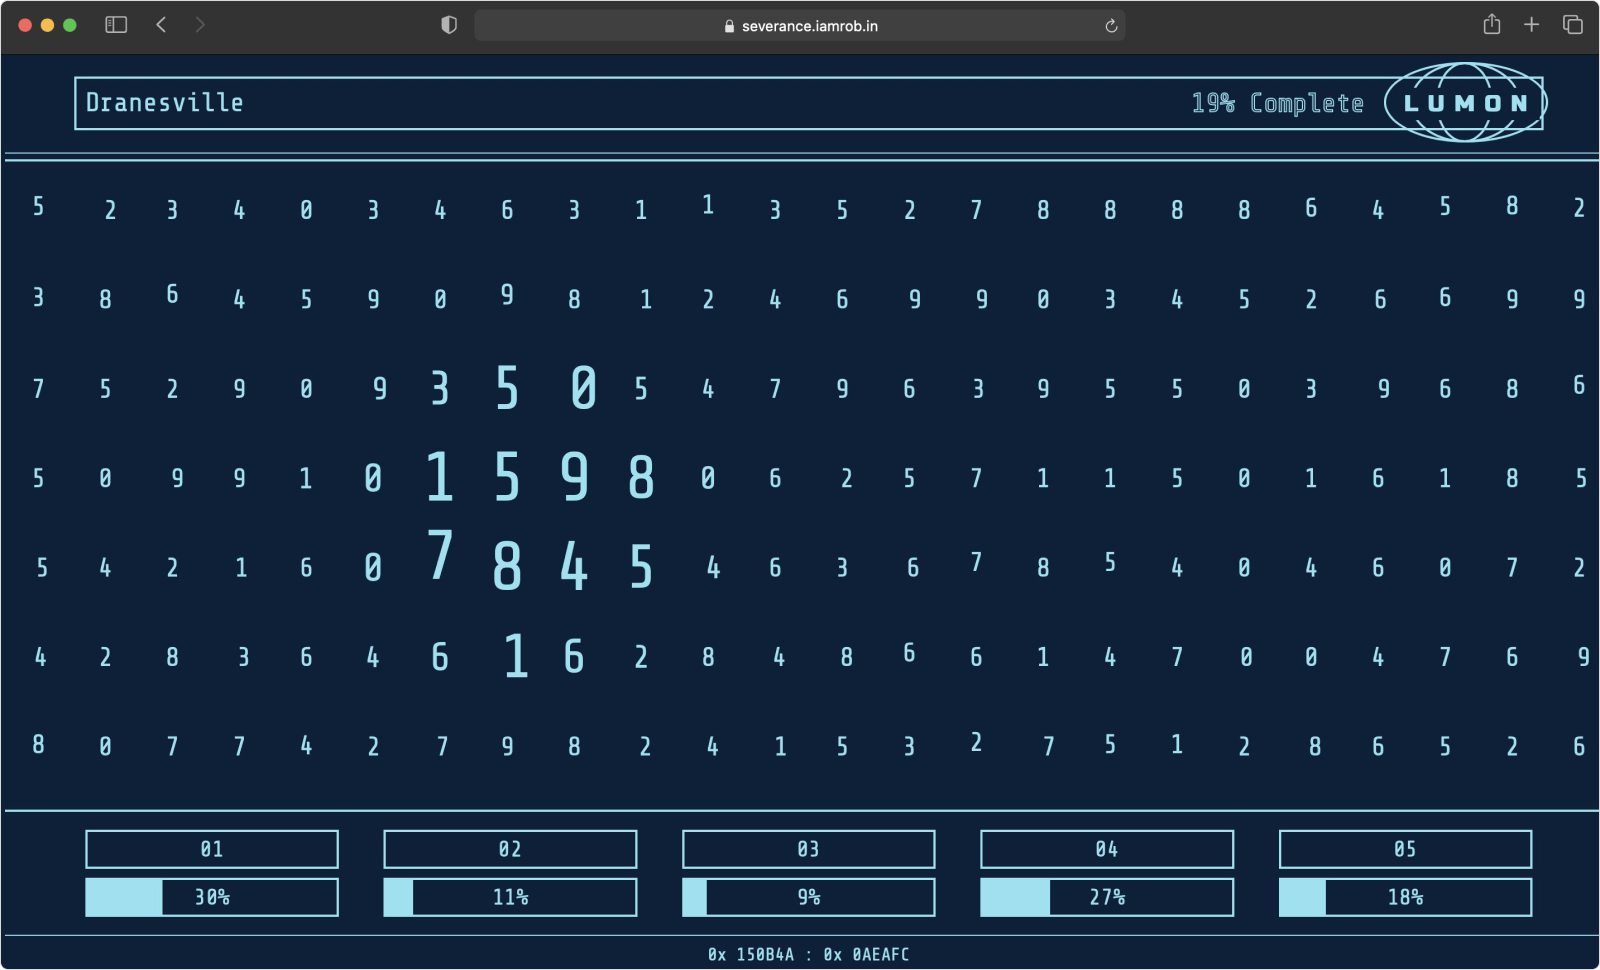 severance.iamrob.in
Dranesville 19% Complete LUMON
5 2 3 4 0 3 4 6 3 1 1 3 5 2 7 8 8 8 8 6 4 5 8 2
3 8 6 4 5 9 0 9 8 1 2 4 6 9 9 0 3 4 5 2 6 6 9 9
7 5 2 9 0 9 3 5 0 5 4 7 9 6 3 9 5 5 0 3 9 6 8 6
5 0 9 9 1 0 1 5 9 8 0 6 2 5 7 1 1 5 0 1 6 1 8 5
5 4 2 1 6 0 7 8 4 5 4 6 3 6 7 8 5 4 0 4 6 0 7 2
4 2 8 3 6 4 6 1 6 2 8 4 8 6 6 1 4 7 0 0 4 7 6 9
8 0 7 7 4 2 7 9 8 2 4 1 5 3 2 7 5 1 2 8 6 5 2 6
01 02 03 04 05
30% 11% 9% 27% 18%
0x 150B4A : 0x 0AEAFC